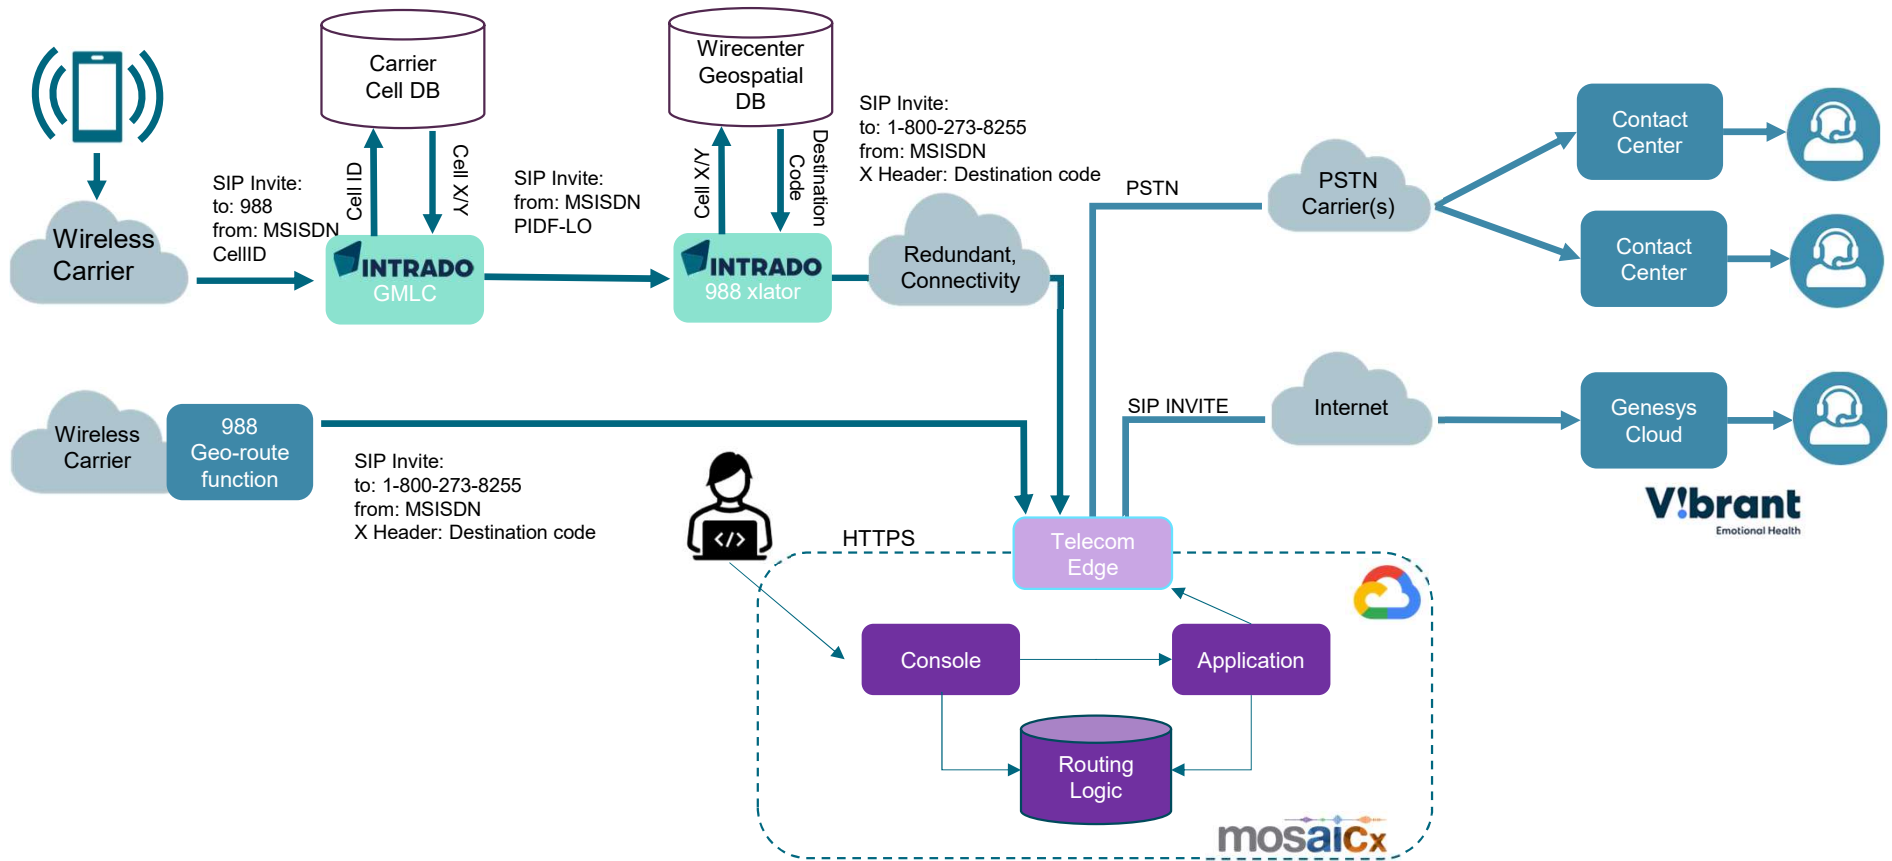 Carrier
Cell DB
Wirecenter
Geospatial
DB
SIP Invite:
to: 1-800-273-8255
from: MSISDN
X Header: Destination code
Contact
Center
SIP Invite:
to: 988
from: MSISDN
CellID
Cell ID
Cell X/Y
SIP Invite:
from: MSISDN
PIDF-LO
Cell X/Y
Destination
Code
PSTN
PSTN
Carrier(s)
Wireless
Carrier
INTRADO
GMLC
INTRADO
988 xlator
Redundant,
Connectivity
Contact
Center
Wireless
Carrier
988
Geo-route
function
SIP Invite:
to: 1-800-273-8255
from: MSISDN
X Header: Destination code
SIP INVITE
Internet
Genesys
Cloud
V!brant
Emotional Health
</>
HTTPS
Telecom
Edge
Console
Application
Routing
Logic
mosaicx